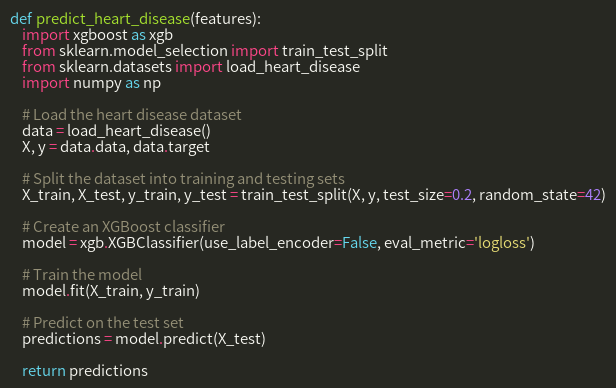 def predict_heart_disease(features):
    import xgboost as xgb
    from sklearn.model_selection import train_test_split
    from sklearn.datasets import load_heart_disease
    import numpy as np

    # Load the heart disease dataset
    data = load_heart_disease()
    X, y = data.data, data.target

    # Split the dataset into training and testing sets
    X_train, X_test, y_train, y_test = train_test_split(X, y, test_size=0.2, random_state=42)

    # Create an XGBoost classifier
    model = xgb.XGBClassifier(use_label_encoder=False, eval_metric='logloss')

    # Train the model
    model.fit(X_train, y_train)

    # Predict on the test set
    predictions = model.predict(X_test)

    return predictions